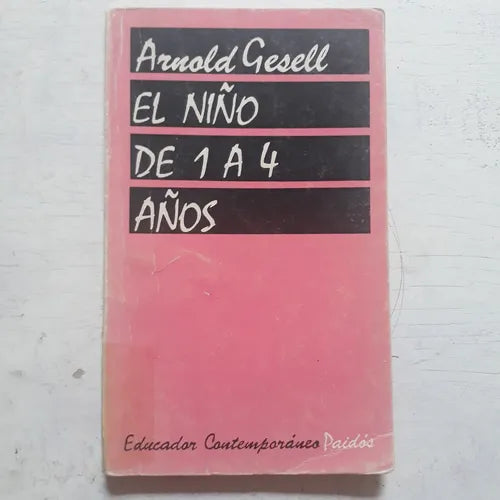 Arnold Gesell
EL NIÑO
DE 1 A 4
AÑOS
Educador Contemporáneo Paidós